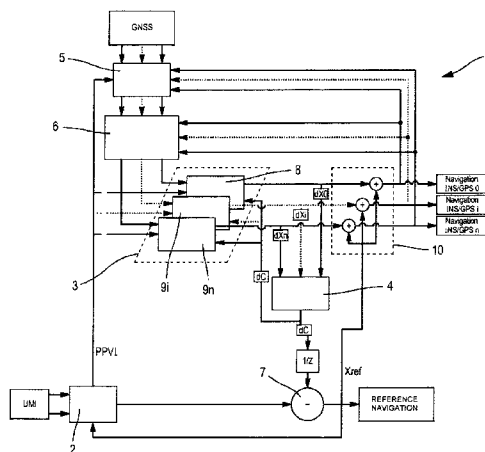 GNSS
5
6
8
Navigation
INS/GPS 0
Navigation
INS/GPS i
Navigation
INS/GPS n
dX0
dXi
dXn
3
9i
9n
10
dC
4
dC
PPVI
1/Z
7
Xref
UMI
2
REFERENCE
NAVIGATION